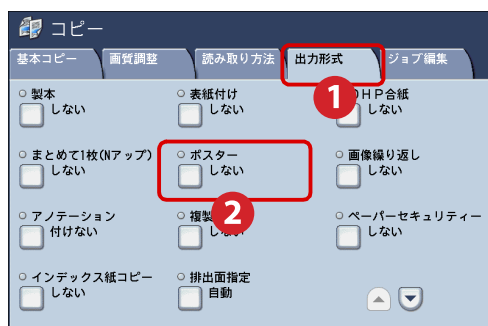 コピー
基本コピー 画質調整 読み取り方法 出力形式 ジョブ編集
1
製本 表紙付け HP合紙
しない しない しない
まとめて1枚(Nアップ) ポスター 画像繰り返し
しない しない しない
2
アノテーション 複製 ペーパーセキュリティー
付けない し しない
インデックス紙コピー 排出面指定
しない 自動